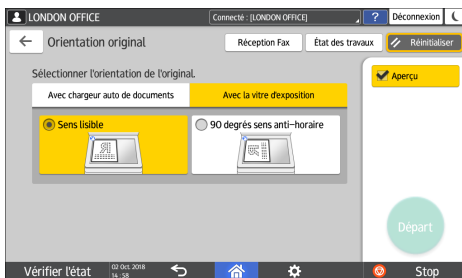 LONDON OFFICE
Connecté : [LONDON OFFICE]
?
Déconnexion
Orientation original
Réception Fax
État des travaux
Réinitialiser
Sélectionner l'orientation de l'original.
Aperçu
Avec chargeur auto de documents
Avec la vitre d'exposition
Sens lisible
90 degrés sens anti-horaire
Départ
Vérifier l'état
02 Oct. 2018
14 : 58
Stop